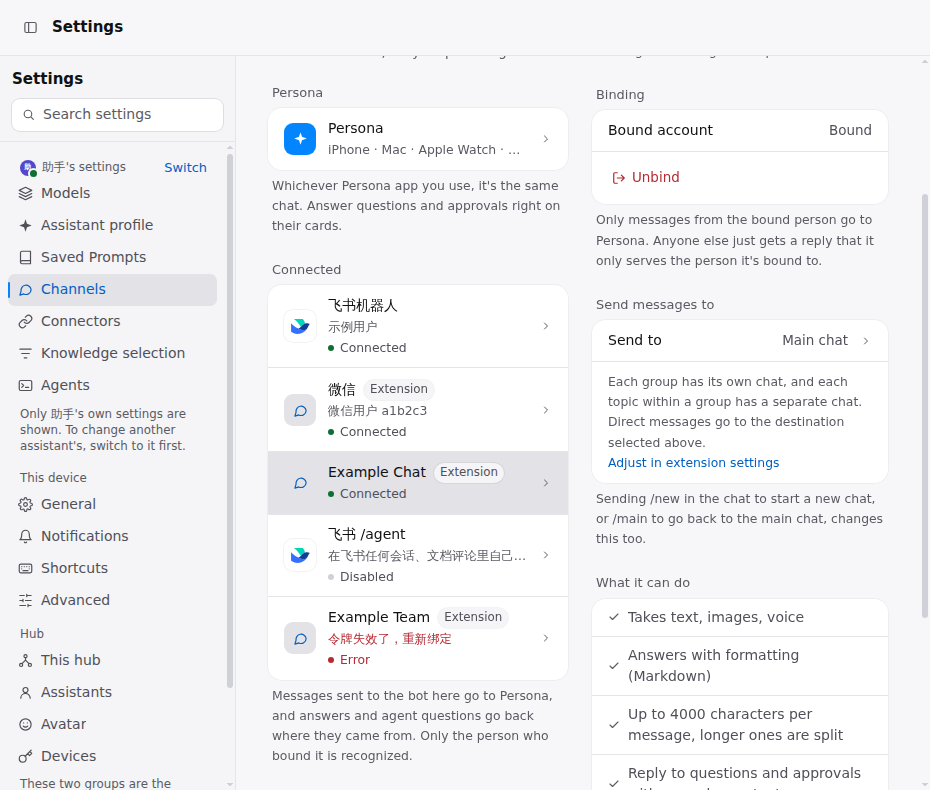 Settings
Settings
Search settings
助手's settings
Switch
Models
Assistant profile
Saved Prompts
Channels
Connectors
Knowledge selection
Agents
Only 助手's own settings are
shown. To change another
assistant's, switch to it first.
This device
General
Notifications
Shortcuts
Advanced
Hub
This hub
Assistants
Avatar
Devices
These two groups are the
Persona
Persona
iPhone · Mac · Apple Watch · …
Whichever Persona app you use, it's the same
chat. Answer questions and approvals right on
their cards.
Connected
飞书机器人
示例用户
Connected
微信 Extension
微信用户 a1b2c3
Connected
Example Chat Extension
Connected
飞书 /agent
在飞书任何会话、文档评论里自己…
Disabled
Example Team Extension
令牌失效了，重新绑定
Error
Messages sent to the bot here go to Persona,
and answers and agent questions go back
where they came from. Only the person who
bound it is recognized.
Binding
Bound account Bound
Unbind
Only messages from the bound person go to
Persona. Anyone else just gets a reply that it
only serves the person it's bound to.
Send messages to
Send to Main chat
Each group has its own chat, and each
topic within a group has a separate chat.
Direct messages go to the destination
selected above.
Adjust in extension settings
Sending /new in the chat to start a new chat,
or /main to go back to the main chat, changes
this too.
What it can do
Takes text, images, voice
Answers with formatting
(Markdown)
Up to 4000 characters per
message, longer ones are split
Reply to questions and approvals